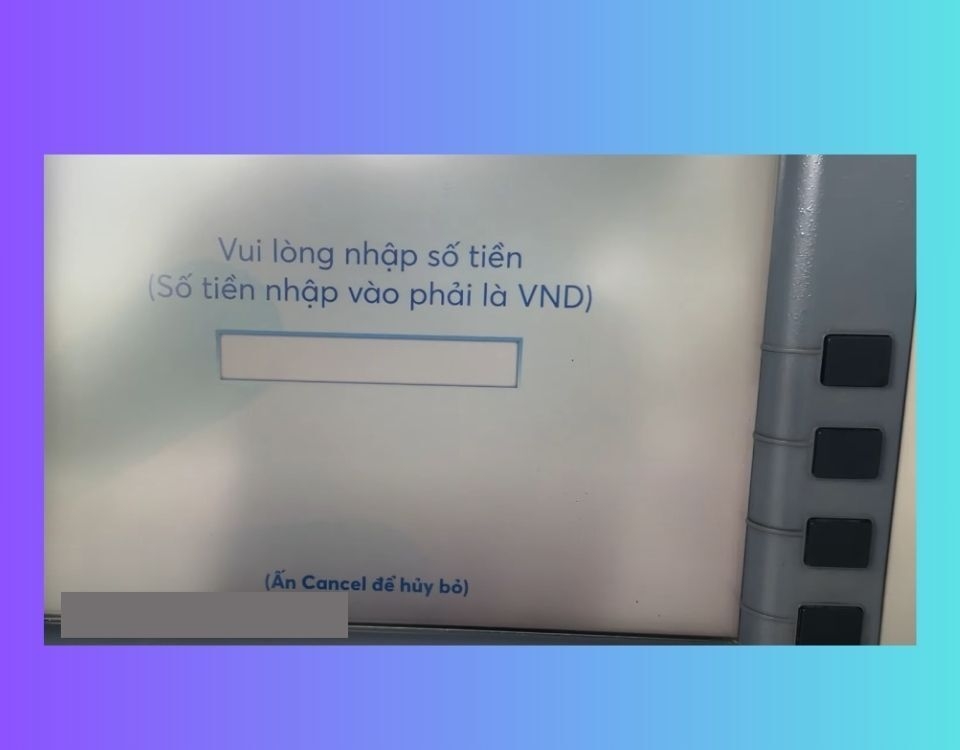 Vui lòng nhập số tiền
(Số tiền nhập vào phải là VND)
(Ấn Cancel để hủy bỏ)